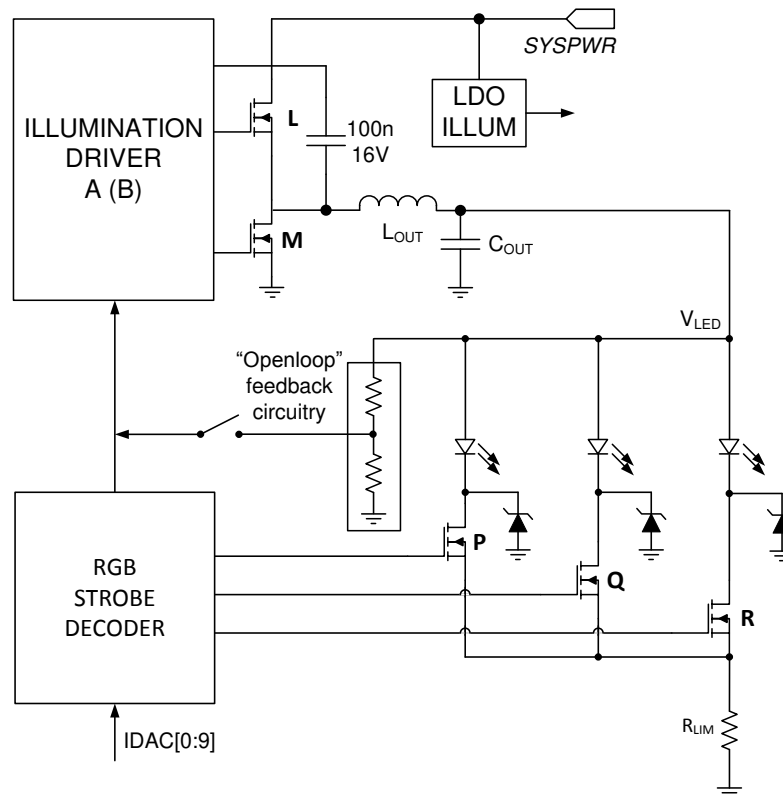 SYSPWR
ILLUMINATION
DRIVER
A (B)
L
100n
16V
LDO
ILLUM
M
LOUT
COUT
VLED
“Openloop”
feedback
circuitry
P
Q
R
RGB
STROBE
DECODER
RLIM
IDAC[0:9]